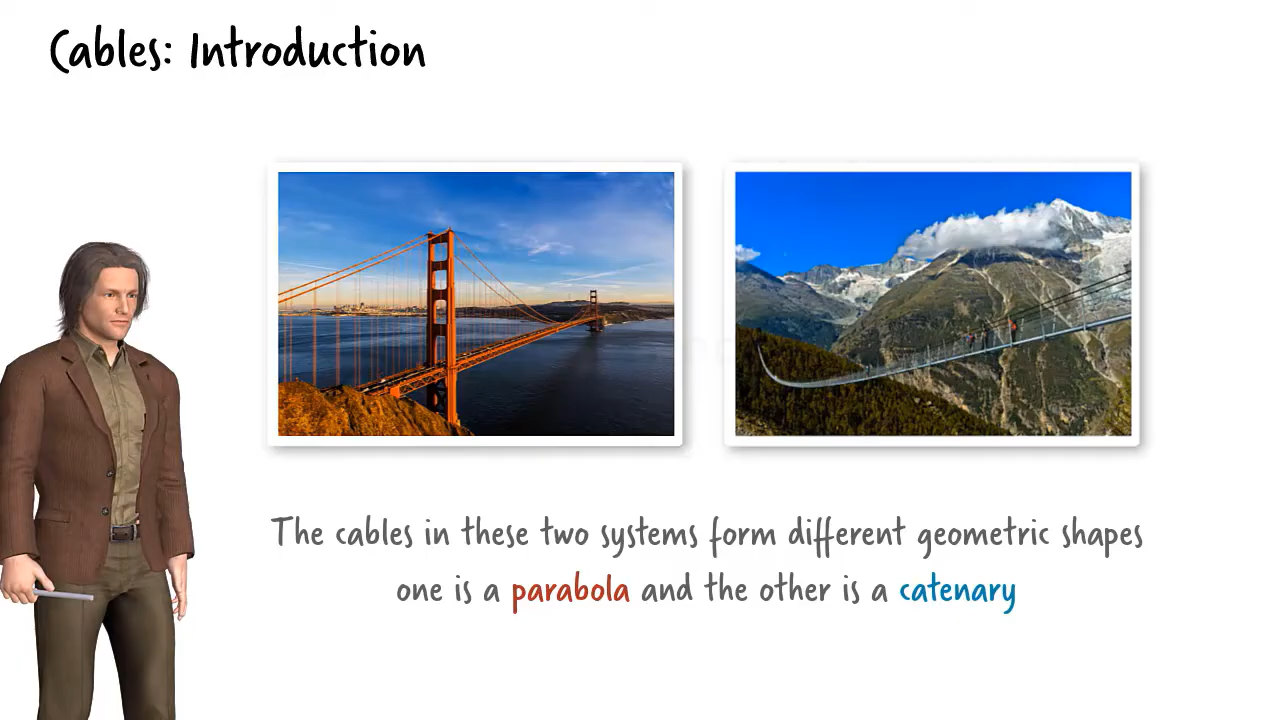 Cables: Introduction
The cables in these two systems form different geometric shapes
one is a parabola and the other is a catenary